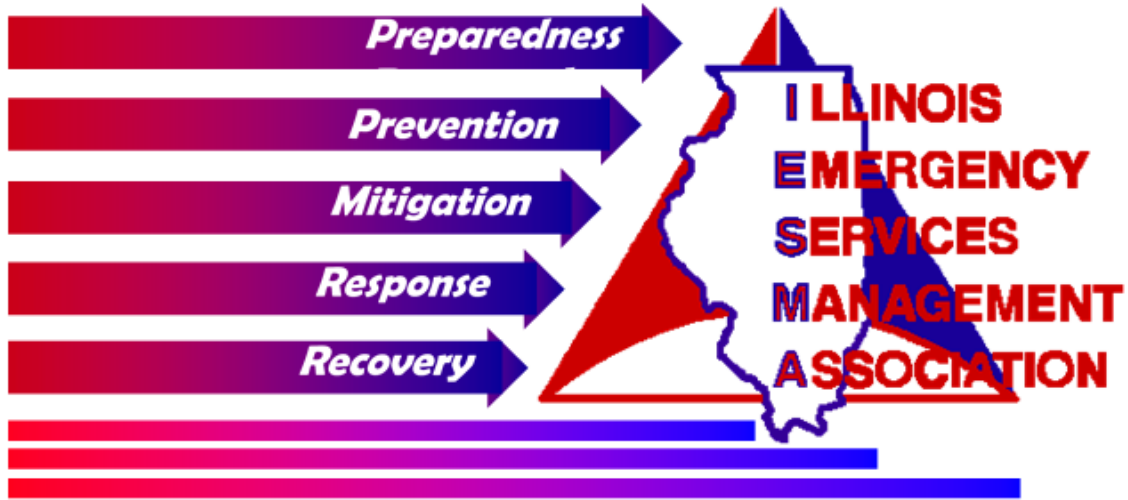 Preparedness
Prevention
Mitigation
Response
Recovery
ILLINOIS
EMERGENCY
SERVICES
MANAGEMENT
ASSOCIATION